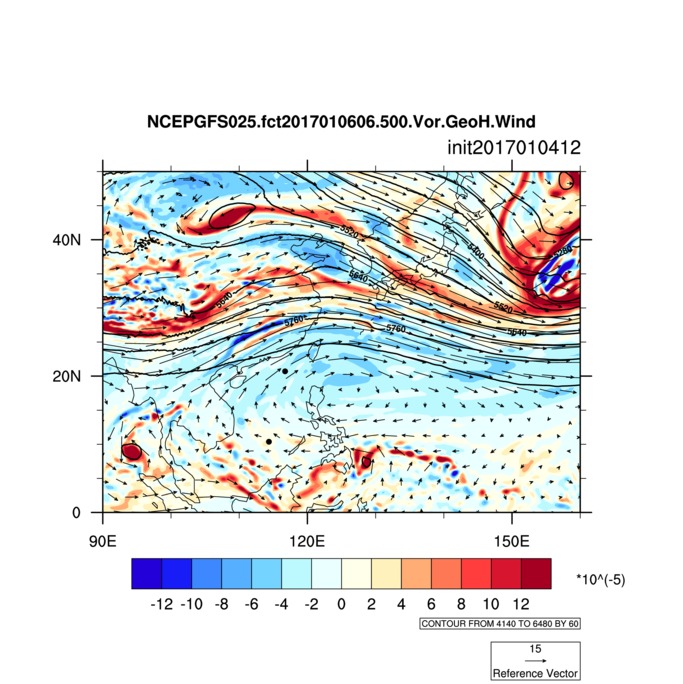 NCEPGFS025.fct2017010606.500.Vor.GeoH.Wind
init2017010412
40N
20N
0
90E 120E 150E
5520
5400
5280
5640
5640
5520
5640
5760
5760
-12 -10 -8 -6 -4 -2 0 2 4 6 8 10 12
*10^(-5)
CONTOUR FROM 4140 TO 6480 BY 60
15
Reference Vector